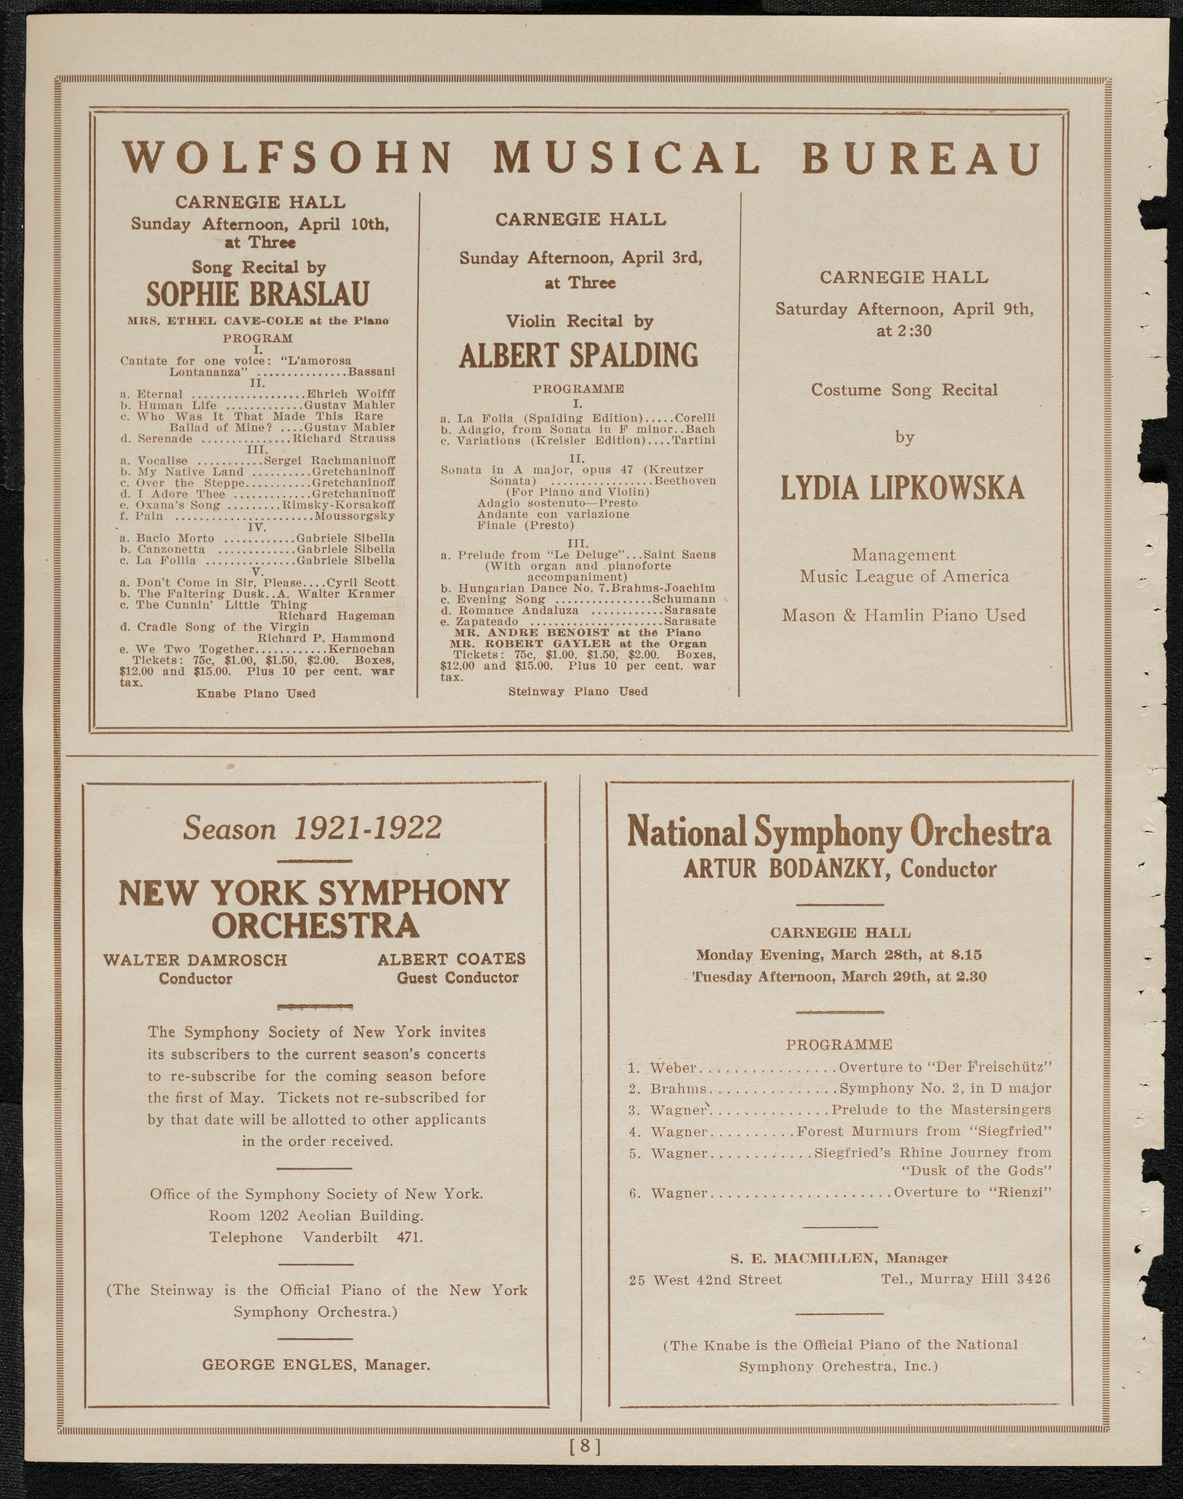 WOLFSOHN MUSICAL BUREAU
CARNEGIE HALL
Sunday Afternoon, April 10th,
at Three
Song Recital by
SOPHIE BRASLAU
MRS. ETHEL CAVE-COLE at the Piano
PROGRAM
I.
Cantate for one voice: "L'amorosa
Lontananza" ...............Bassani
II.
a. Eternal ...................Ehrich Wolfff
b. Human Life .............Gustav Mahler
c. Who Was It That Made This Rare
Ballad of Mine? ....Gustav Mahler
d. Serenade ...............Richard Strauss
III.
a. Vocalise ...........Sergei Rachmaninoff
b. My Native Land ..........Gretchaninoff
c. Over the Steppe...........Gretchaninoff
d. I Adore Thee .............Gretchaninoff
e. Oxana's Song .........Rimsky-Korsakoff
f. Pain .......................Moussorgsky
IV.
a. Bacio Morto ............Gabriele Sibella
b. Canzonetta .............Gabriele Sibella
c. La Follia ...............Gabriele Sibella
V.
a. Don't Come in Sir, Please....Cyril Scott
b. The Faltering Dusk..A. Walter Kramer
c. The Cunnin' Little Thing
Richard Hageman
d. Cradle Song of the Virgin
Richard P. Hammond
e. We Two Together............Kernochan
Tickets: 75c, $1.00, $1.50, $2.00. Boxes,
$12.00 and $15.00. Plus 10 per cent. war
tax.
Knabe Piano Used
CARNEGIE HALL
Sunday Afternoon, April 3rd,
at Three
Violin Recital by
ALBERT SPALDING
PROGRAMME
I.
a. La Folia (Spalding Edition).....Corelli
b. Adagio, from Sonata in F minor..Bach
c. Variations (Kreisler Edition)....Tartini
II.
Sonata in A major, opus 47 (Kreutzer
Sonata) .................Beethoven
(For Piano and Violin)
Adagio sostenuto—Presto
Andante con variazione
Finale (Presto)
III.
a. Prelude from "Le Deluge"...Saint Saens
(With organ and pianoforte
accompaniment)
b. Hungarian Dance No. 7.Brahms-Joachim
c. Evening Song ................Schumann
d. Romance Andaluza ............Sarasate
e. Zapateado ......................Sarasate
MR. ANDRE BENOIST at the Piano
MR. ROBERT GAYLER at the Organ
Tickets: 75c, $1.00, $1.50, $2.00. Boxes,
$12.00 and $15.00. Plus 10 per cent. war
tax.
Steinway Piano Used
CARNEGIE HALL
Saturday Afternoon, April 9th,
at 2:30
Costume Song Recital
by
LYDIA LIPKOWSKA
Management
Music League of America
Mason & Hamlin Piano Used
Season 1921-1922
NEW YORK SYMPHONY
ORCHESTRA
WALTER DAMROSCH ALBERT COATES
Conductor Guest Conductor
The Symphony Society of New York invites
its subscribers to the current season's concerts
to re-subscribe for the coming season before
the first of May. Tickets not re-subscribed for
by that date will be allotted to other applicants
in the order received.
Office of the Symphony Society of New York.
Room 1202 Aeolian Building.
Telephone Vanderbilt 471.
(The Steinway is the Official Piano of the New York
Symphony Orchestra.)
GEORGE ENGLES, Manager.
National Symphony Orchestra
ARTUR BODANZKY, Conductor
CARNEGIE HALL
Monday Evening, March 28th, at 8.15
Tuesday Afternoon, March 29th, at 2.30
PROGRAMME
1. Weber................Overture to "Der Freischütz"
2. Brahms...............Symphony No. 2, in D major
3. Wagner..............Prelude to the Mastersingers
4. Wagner..........Forest Murmurs from "Siegfried"
5. Wagner............Siegfried's Rhine Journey from
"Dusk of the Gods"
6. Wagner.....................Overture to "Rienzi"
S. E. MACMILLEN, Manager
25 West 42nd Street Tel., Murray Hill 3426
(The Knabe is the Official Piano of the National
Symphony Orchestra, Inc.)
[8]